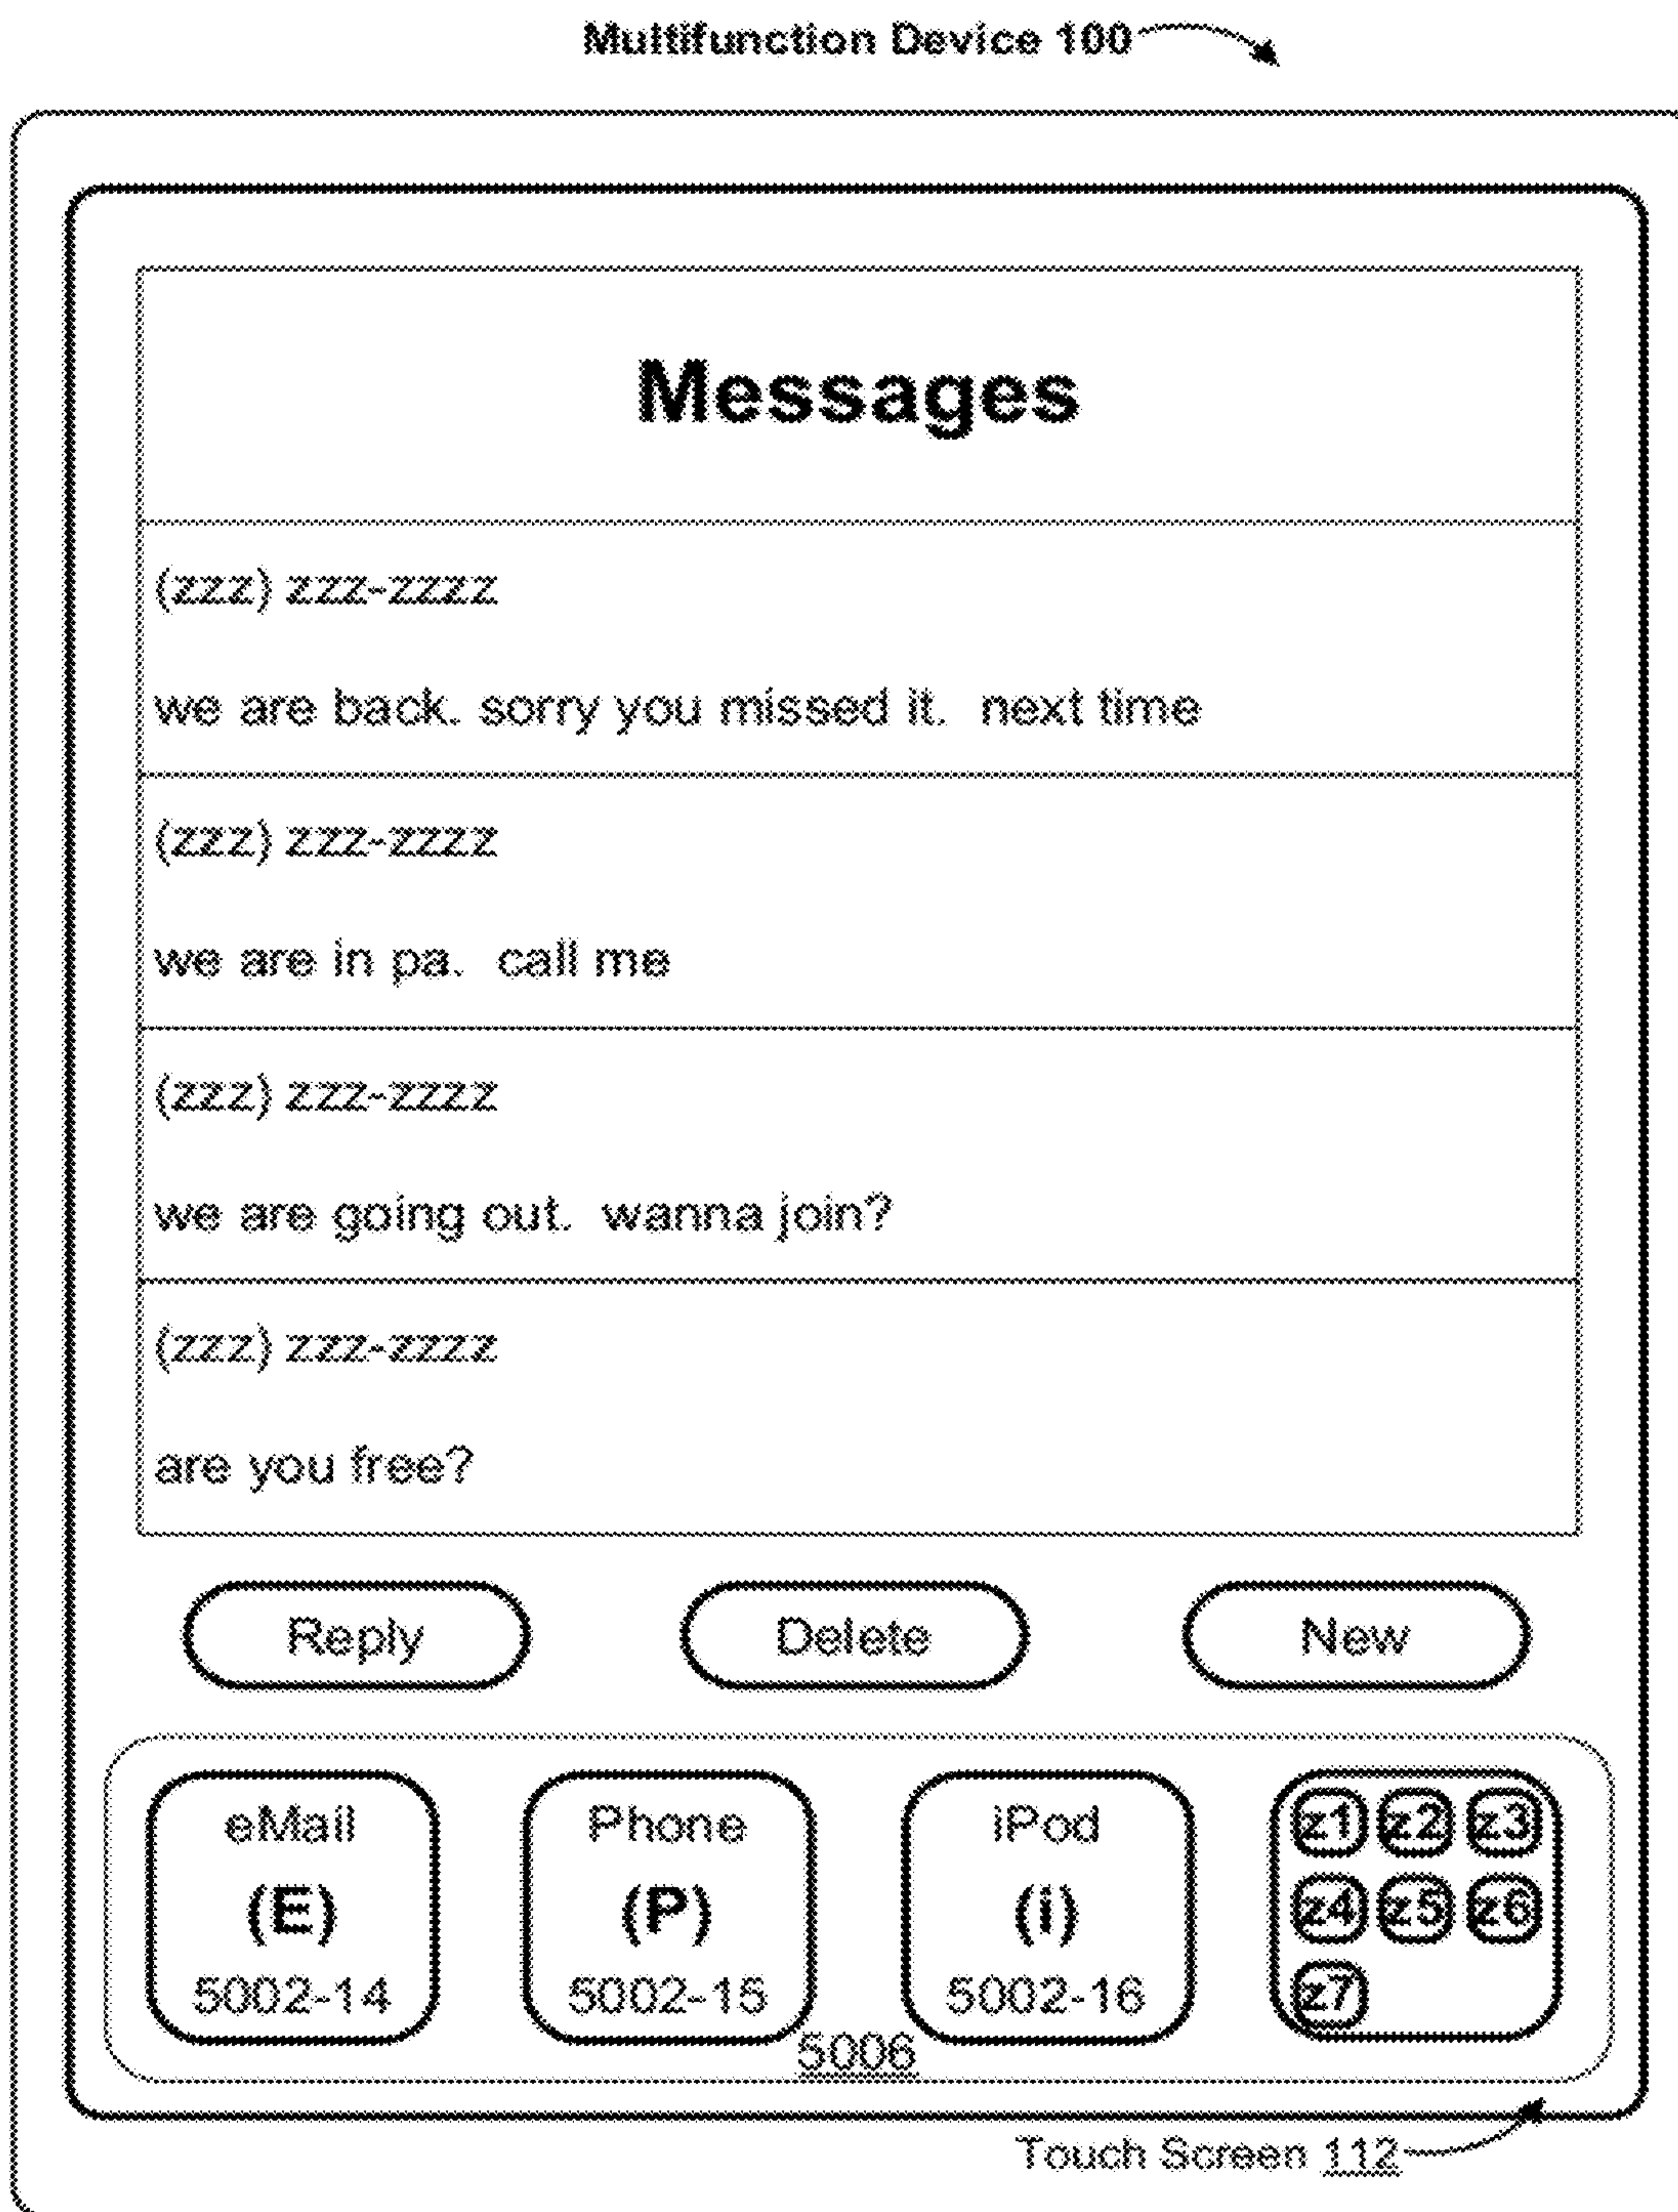 Multifunction Device 100
Messages
(zzz) zzz-zzzz
we are back. sorry you missed it.  next time
(zzz) zzz-zzzz
we are in pa.  call me
(zzz) zzz-zzzz
we are going out.  wanna join?
(zzz) zzz-zzzz
are you free?
Reply Delete New
eMail Phone iPod z1 z2 z3
(E) (P) (i) z4 z5 z6
5002-14 5002-15 5002-16 z7
5006
Touch Screen 112